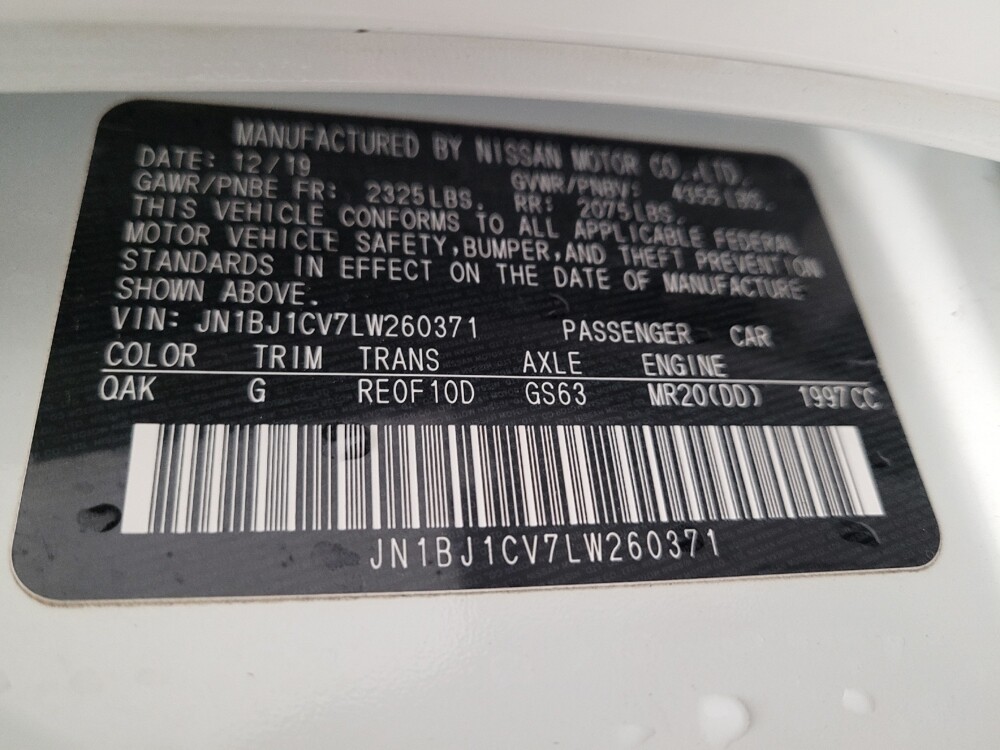 MANUFACTURED BY NISSAN MOTOR CO.,LTD.
DATE: 12/19 GVWR/PNBV: 4355LBS.
GAWR/PNBE FR: 2325LBS. RR: 2075LBS.
THIS VEHICLE CONFORMS TO ALL APPLICABLE FEDERAL
MOTOR VEHICLE SAFETY,BUMPER,AND THEFT PREVENTION
STANDARDS IN EFFECT ON THE DATE OF MANUFACTURE
SHOWN ABOVE.
VIN: JN1BJ1CV7LW260371 PASSENGER CAR
COLOR TRIM TRANS AXLE ENGINE
QAK G RE0F10D GS63 MR20(DD) 1997CC
JN1BJ1CV7LW260371